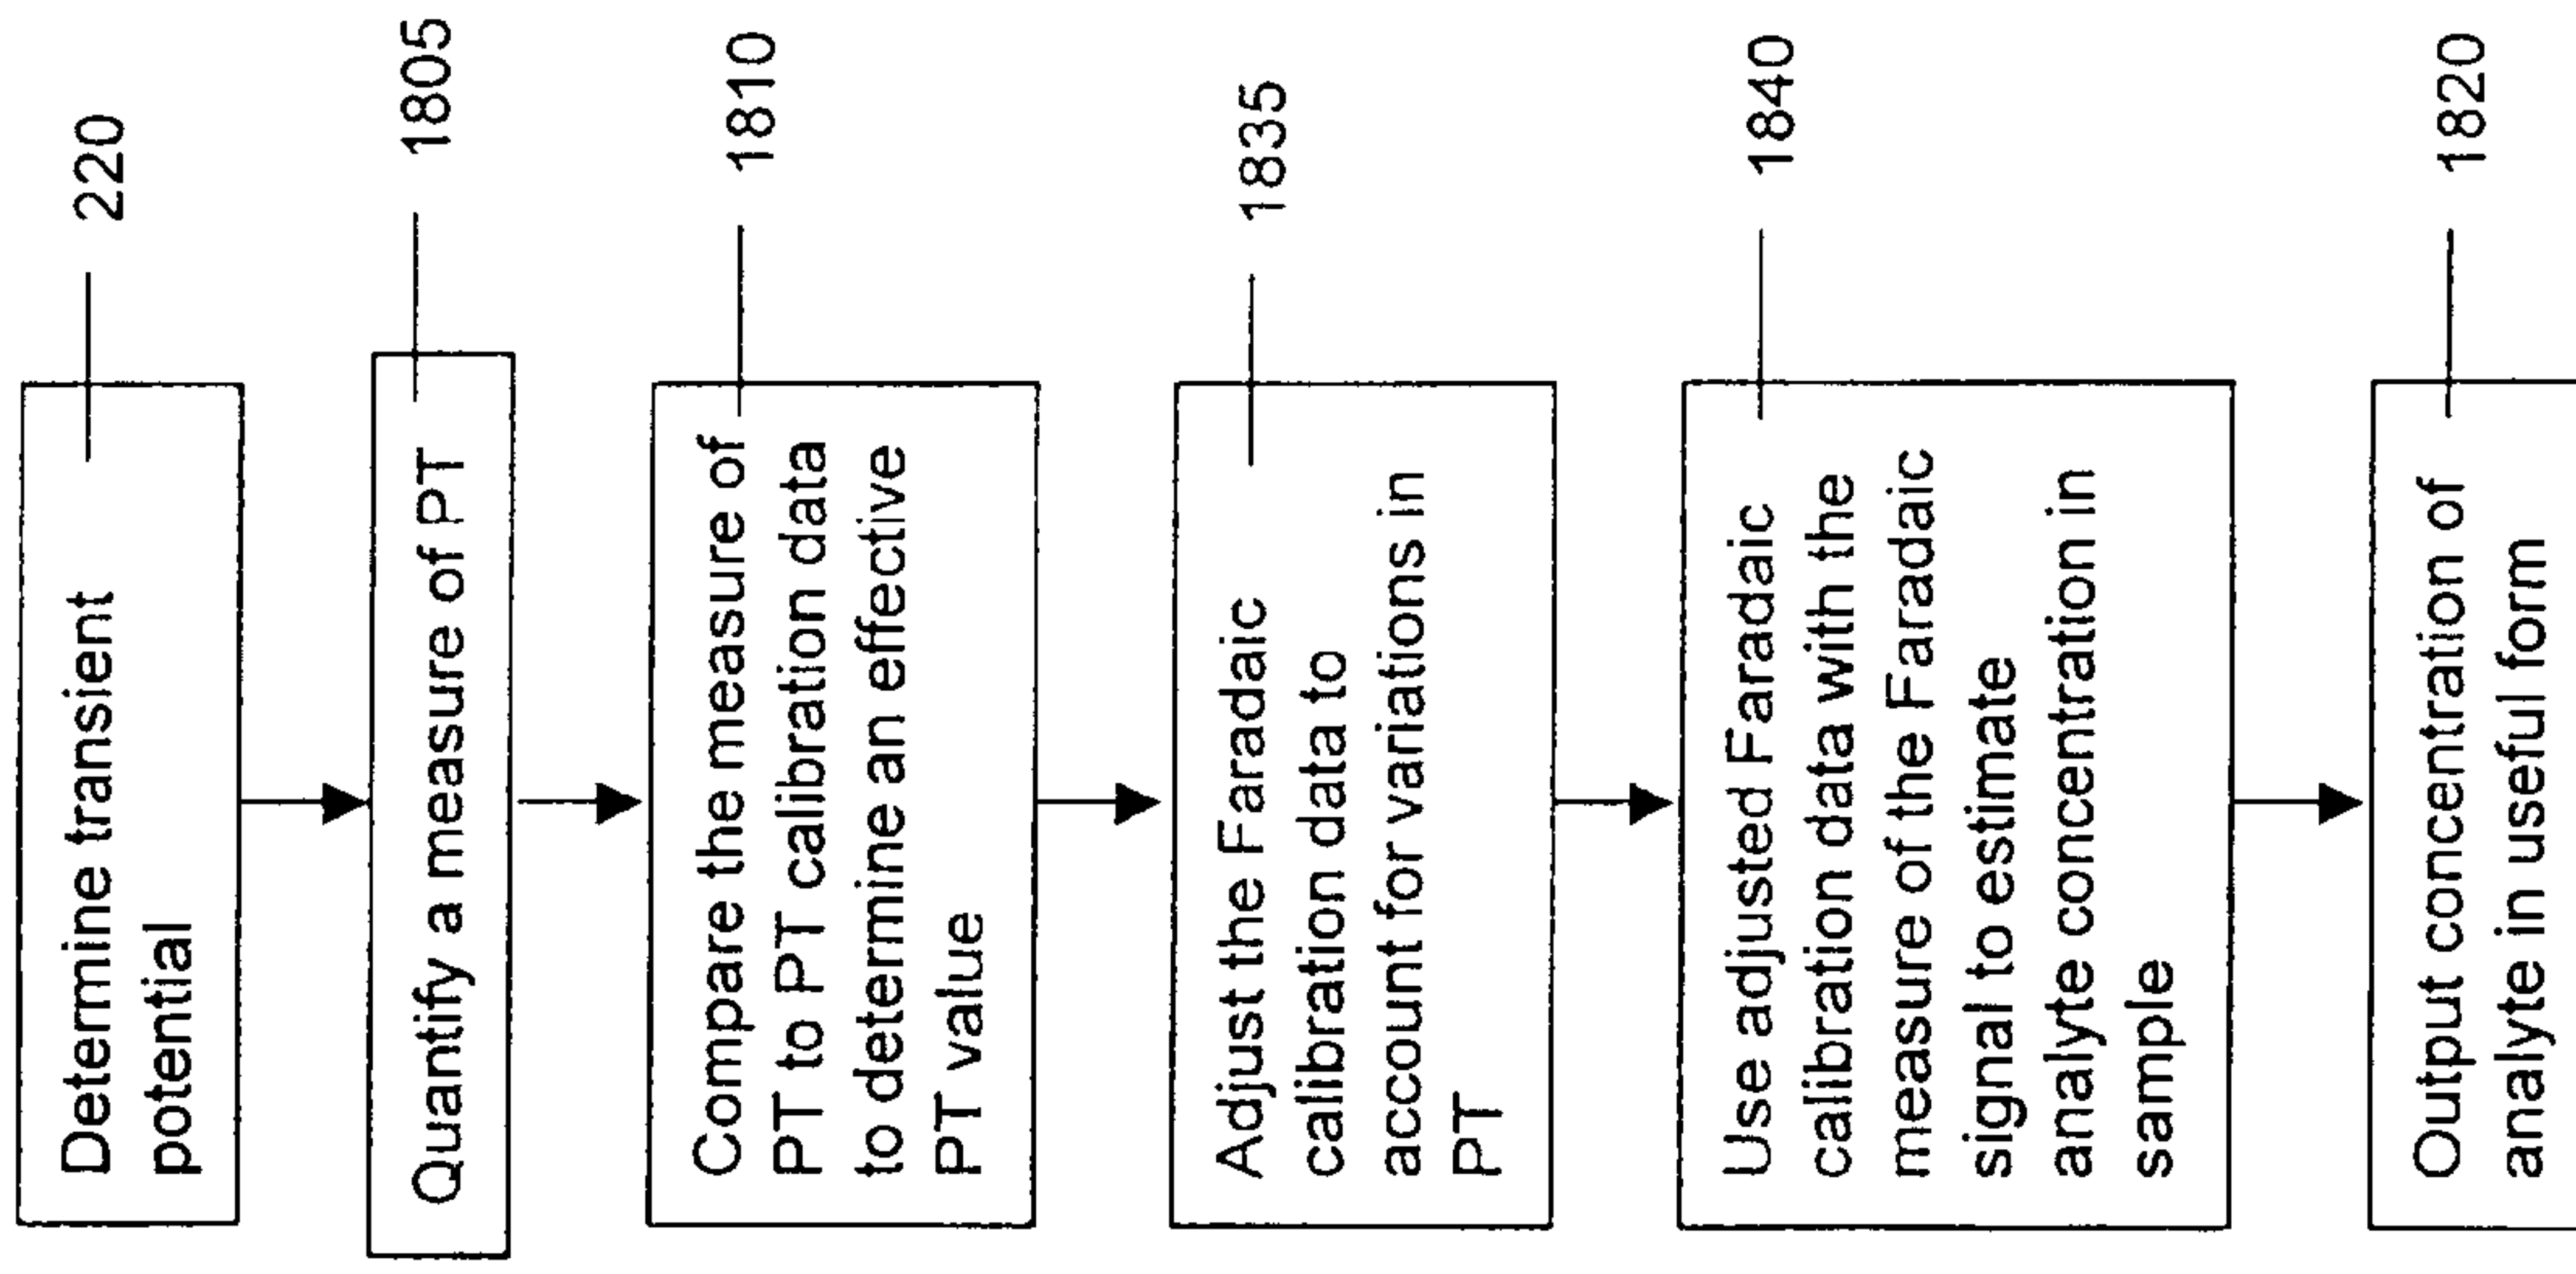 Determine transient
potential
220
Quantify a measure of PT
1805
Compare the measure of
PT to PT calibration data
to determine an effective
PT value
1810
Adjust the Faradaic
calibration data to
account for variations in
PT
1835
Use adjusted Faradaic
calibration data with the
measure of the Faradaic
signal to estimate
analyte concentration in
sample
1840
Output concentration of
analyte in useful form
1820